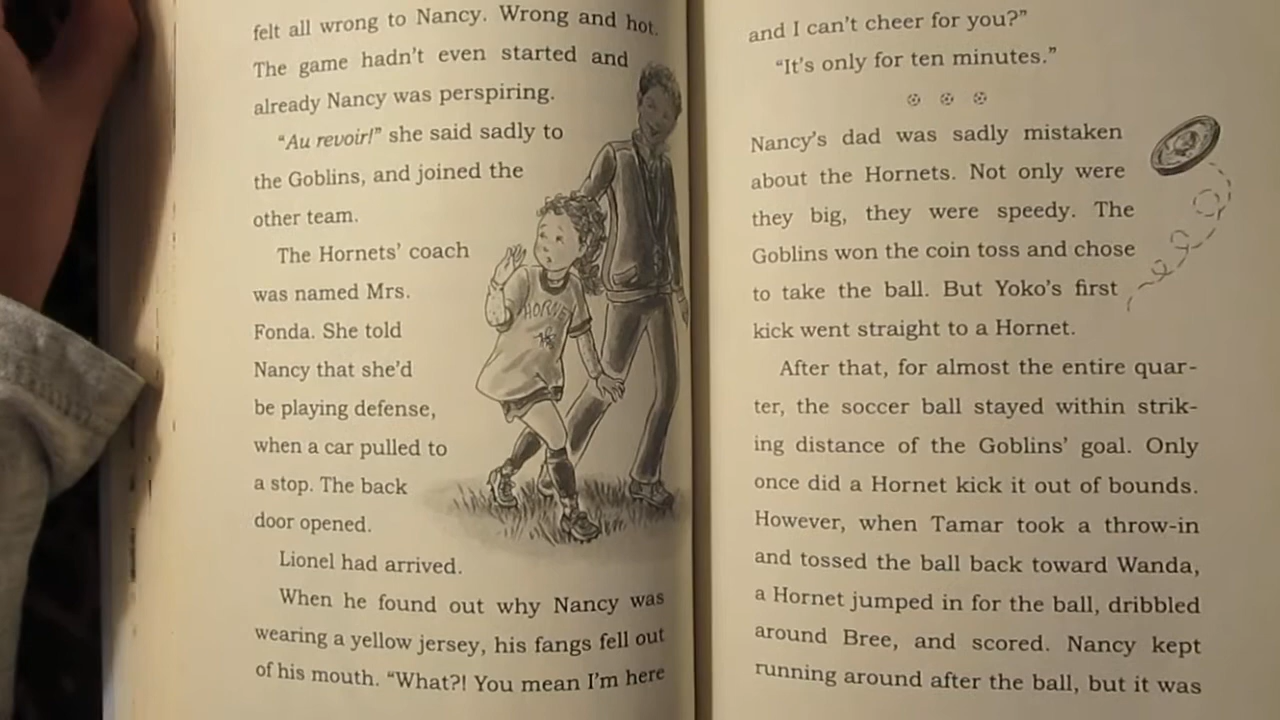 felt all wrong to Nancy. Wrong and hot.
The game hadn't even started and
already Nancy was perspiring.
"Au revoir!" she said sadly to
the Goblins, and joined the
other team.
The Hornets' coach
was named Mrs.
Fonda. She told
Nancy that she'd
be playing defense,
when a car pulled to
a stop. The back
door opened.
Lionel had arrived.
When he found out why Nancy was
wearing a yellow jersey, his fangs fell out
of his mouth. "What?! You mean I'm here
HORNE
and I can't cheer for you?"
"It's only for ten minutes."
Nancy's dad was sadly mistaken
about the Hornets. Not only were
they big, they were speedy. The
Goblins won the coin toss and chose
to take the ball. But Yoko's first
kick went straight to a Hornet.
After that, for almost the entire quar-
ter, the soccer ball stayed within strik-
ing distance of the Goblins' goal. Only
once did a Hornet kick it out of bounds.
However, when Tamar took a throw-in
and tossed the ball back toward Wanda,
a Hornet jumped in for the ball, dribbled
around Bree, and scored. Nancy kept
running around after the ball, but it was